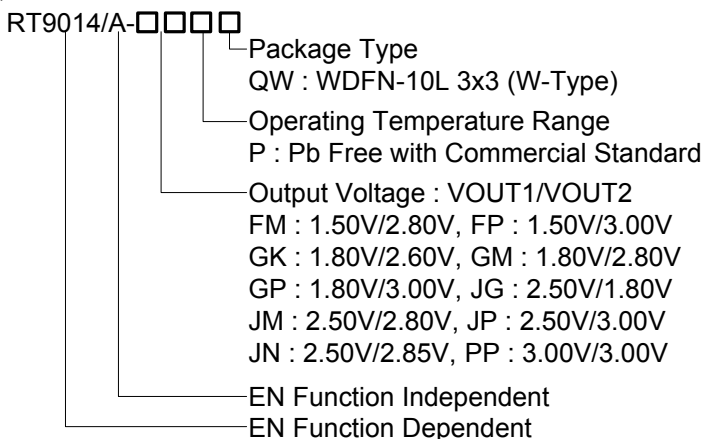 RT9014/A-□□□□
Package Type
QW : WDFN-10L 3x3 (W-Type)
Operating Temperature Range
P : Pb Free with Commercial Standard
Output Voltage : VOUT1/VOUT2
FM : 1.50V/2.80V, FP : 1.50V/3.00V
GK : 1.80V/2.60V, GM : 1.80V/2.80V
GP : 1.80V/3.00V, JG : 2.50V/1.80V
JM : 2.50V/2.80V, JP : 2.50V/3.00V
JN : 2.50V/2.85V, PP : 3.00V/3.00V
EN Function Independent
EN Function Dependent